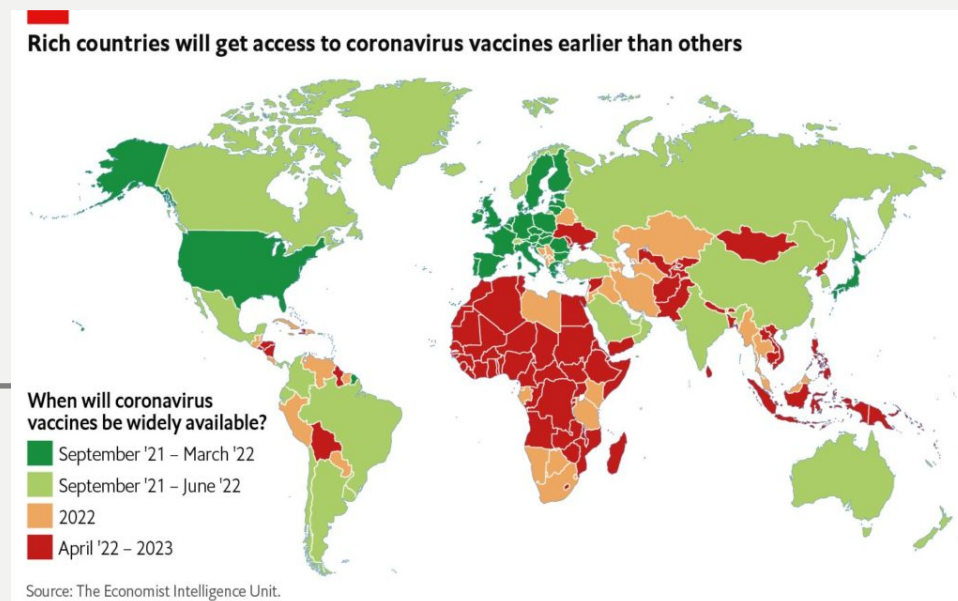 Rich countries will get access to coronavirus vaccines earlier than others
When will coronavirus
vaccines be widely available?
September '21 – March '22
September '21 – June '22
2022
April '22 – 2023
Source: The Economist Intelligence Unit.